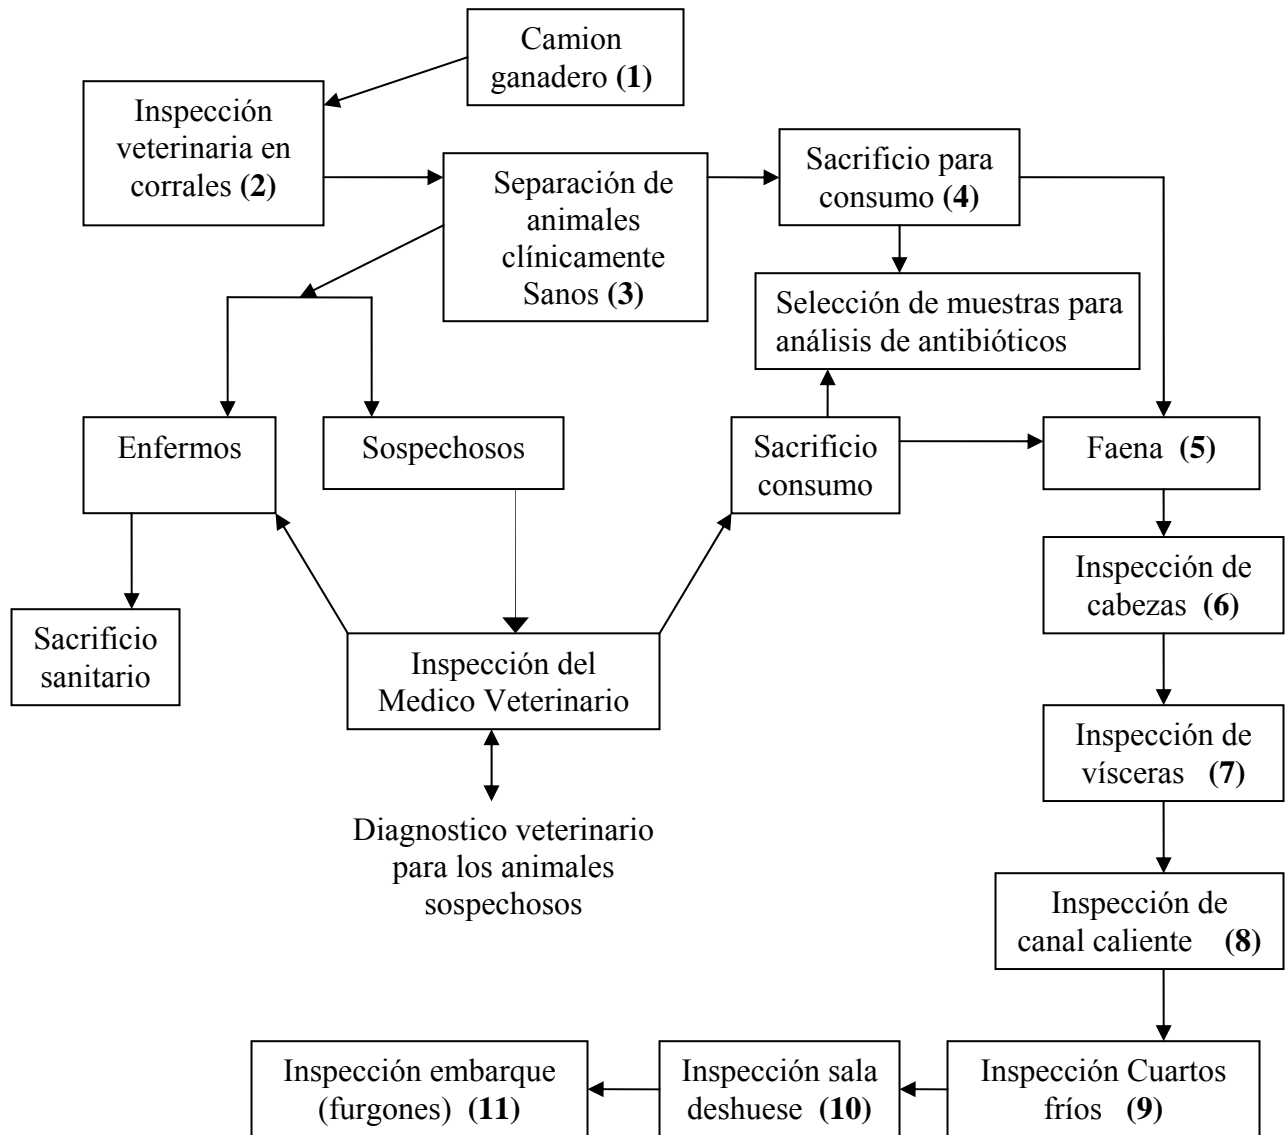 Camion
ganadero (1)
Inspección
veterinaria en
corrales (2)
Separación de
animales
clínicamente
Sanos (3)
Sacrificio para
consumo (4)
Selección de muestras para
análisis de antibióticos
Enfermos
Sospechosos
Sacrificio
consumo
Faena (5)
Inspección de
cabezas (6)
Sacrificio
sanitario
Inspección del
Medico Veterinario
Inspección de
vísceras (7)
Diagnostico veterinario
para los animales
sospechosos
Inspección de
canal caliente (8)
Inspección Cuartos
fríos (9)
Inspección sala
deshuese (10)
Inspección embarque
(furgones) (11)